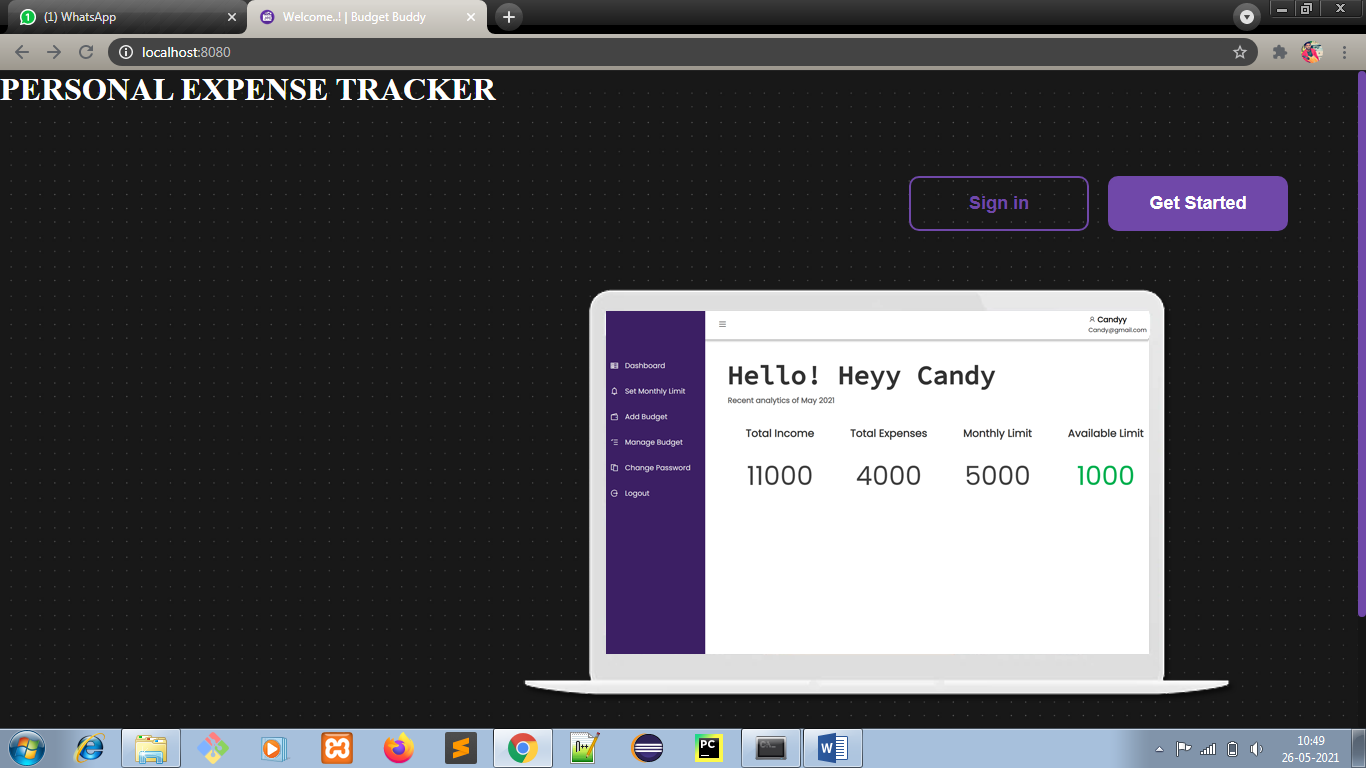 (1) WhatsApp
Welcome..! | Budget Buddy
localhost:8080
PERSONAL EXPENSE TRACKER
Sign in
Get Started
Candyy
Candy@gmail.com
Dashboard
Set Monthly Limit
Add Budget
Manage Budget
Change Password
Logout
Hello! Heyy Candy
Recent analytics of May 2021
Total Income Total Expenses Monthly Limit Available Limit
11000 4000 5000 1000
PC
10:49
26-05-2021